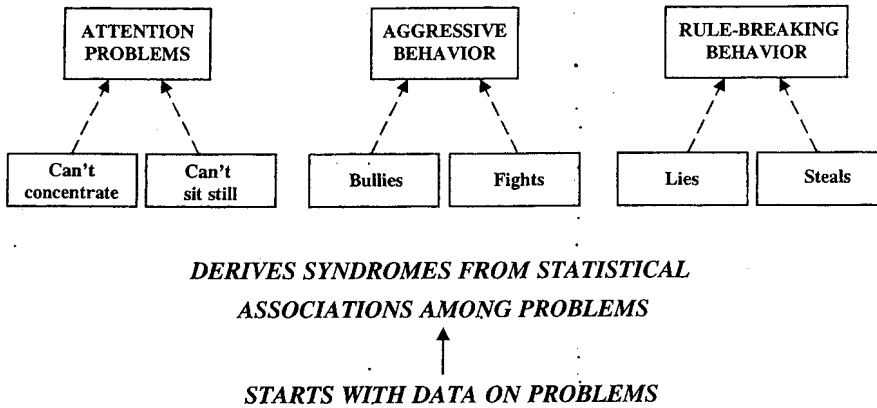 ATTENTION
PROBLEMS
AGGRESSIVE
BEHAVIOR
RULE-BREAKING
BEHAVIOR
Can't
concentrate
Can't
sit still
Bullies
Fights
Lies
Steals
DERIVES SYNDROMES FROM STATISTICAL
ASSOCIATIONS AMONG PROBLEMS
STARTS WITH DATA ON PROBLEMS